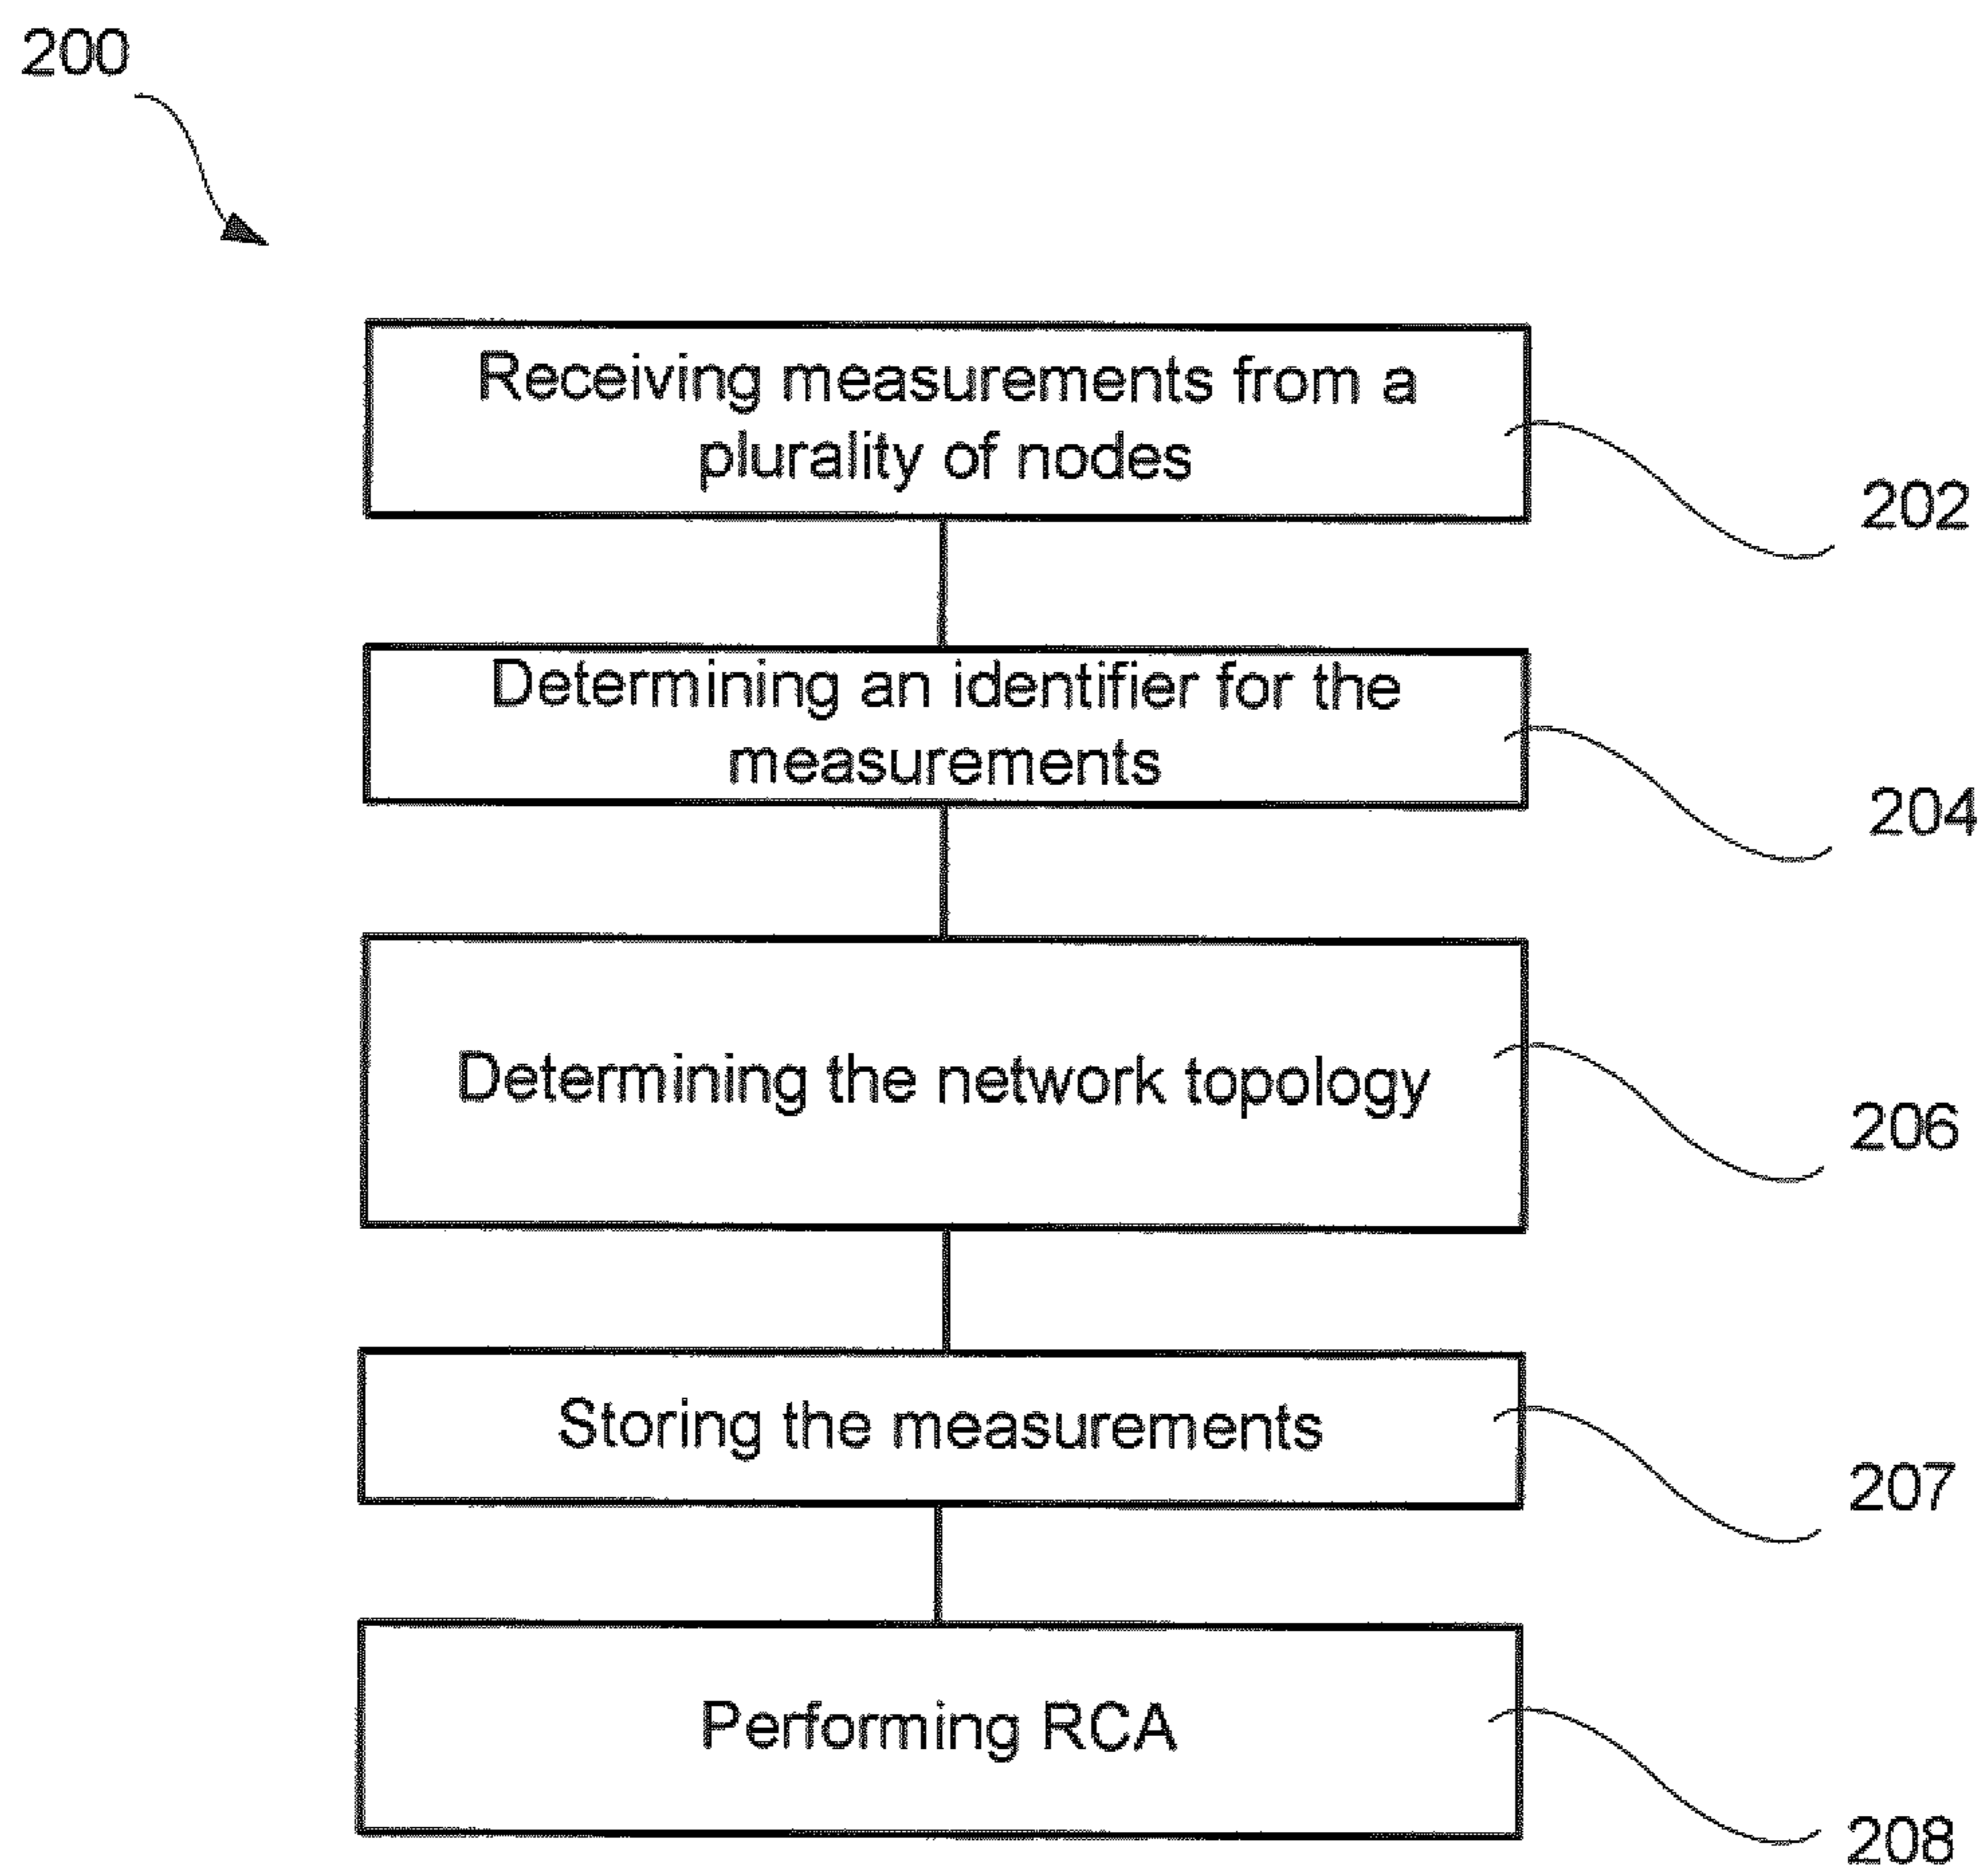 200
Receiving measurements from a
plurality of nodes
202
Determining an identifier for the
measurements
204
Determining the network topology
206
Storing the measurements
207
Performing RCA
208